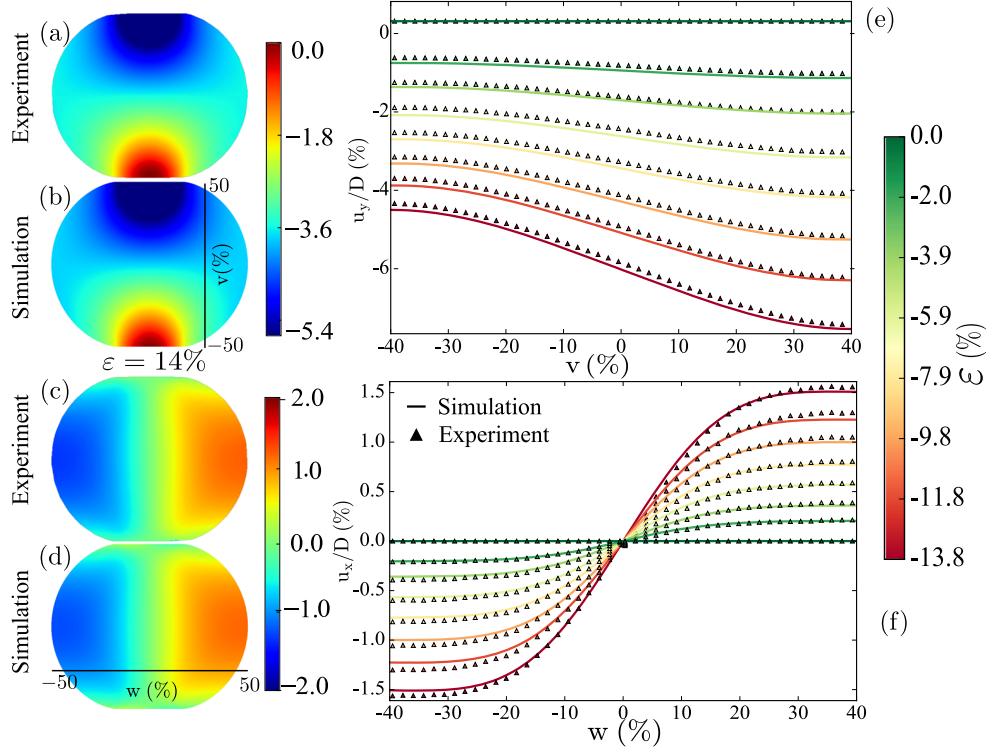 (a)
Experiment
0.0
−1.8
−3.6
−5.4
(b)
Simulation
50
v(%)
−50
ε = 14%
(c)
Experiment
2.0
1.0
0.0
−1.0
−2.0
(d)
Simulation
−50
w (%)
50
(e)
0
-2
-4
-6
u_y/D (%)
-40 -30 -20 -10 0 10 20 30 40
v (%)
0.0
-2.0
-3.9
-5.9
-7.9
-9.8
-11.8
-13.8
ε (%)
Simulation
Experiment
1.5
1.0
0.5
0.0
-0.5
-1.0
-1.5
u_x/D (%)
-40 -30 -20 -10 0 10 20 30 40
w (%)
(f)